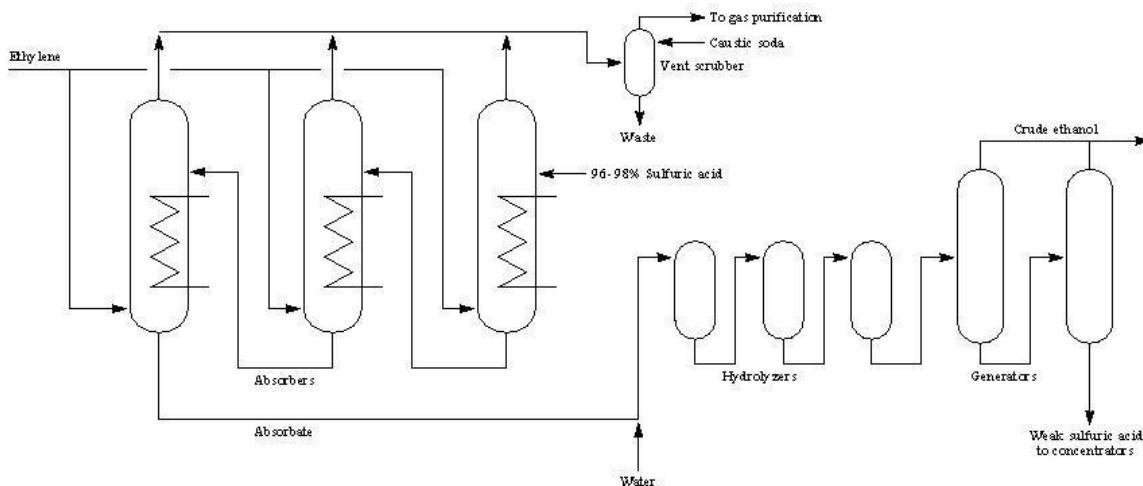 To gas purification
Caustic soda
Ethylene
Vent scrubber
Waste
Crude ethanol
96-98% Sulfuric acid
Absorbers
Hydrolyzers
Generators
Absorbate
Weak sulfuric acid
to concentrators
Water